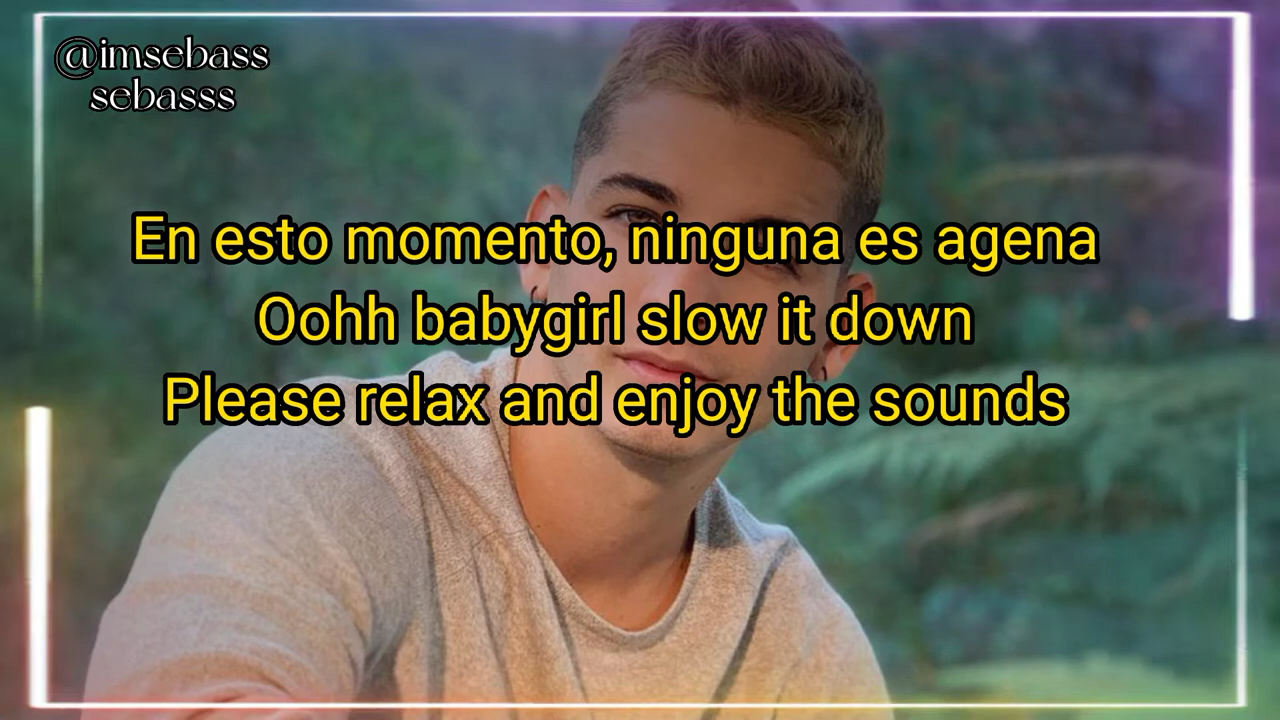 @imsebass
sebasss
En esto momento, ninguna es agena
Oohh babygirl slow it down
Please relax and enjoy the sounds